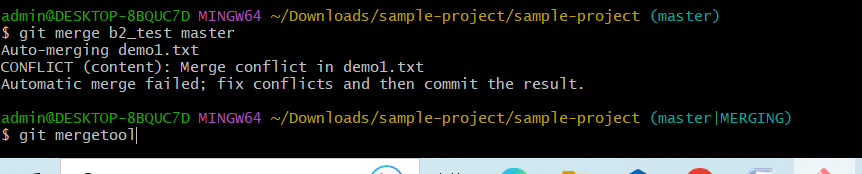 admin@DESKTOP-8BQUC7D MINGW64 ~/Downloads/sample-project/sample-project (master)
$ git merge b2_test master
Auto-merging demo1.txt
CONFLICT (content): Merge conflict in demo1.txt
Automatic merge failed; fix conflicts and then commit the result.
admin@DESKTOP-8BQUC7D MINGW64 ~/Downloads/sample-project/sample-project (master|MERGING)
$ git mergetool